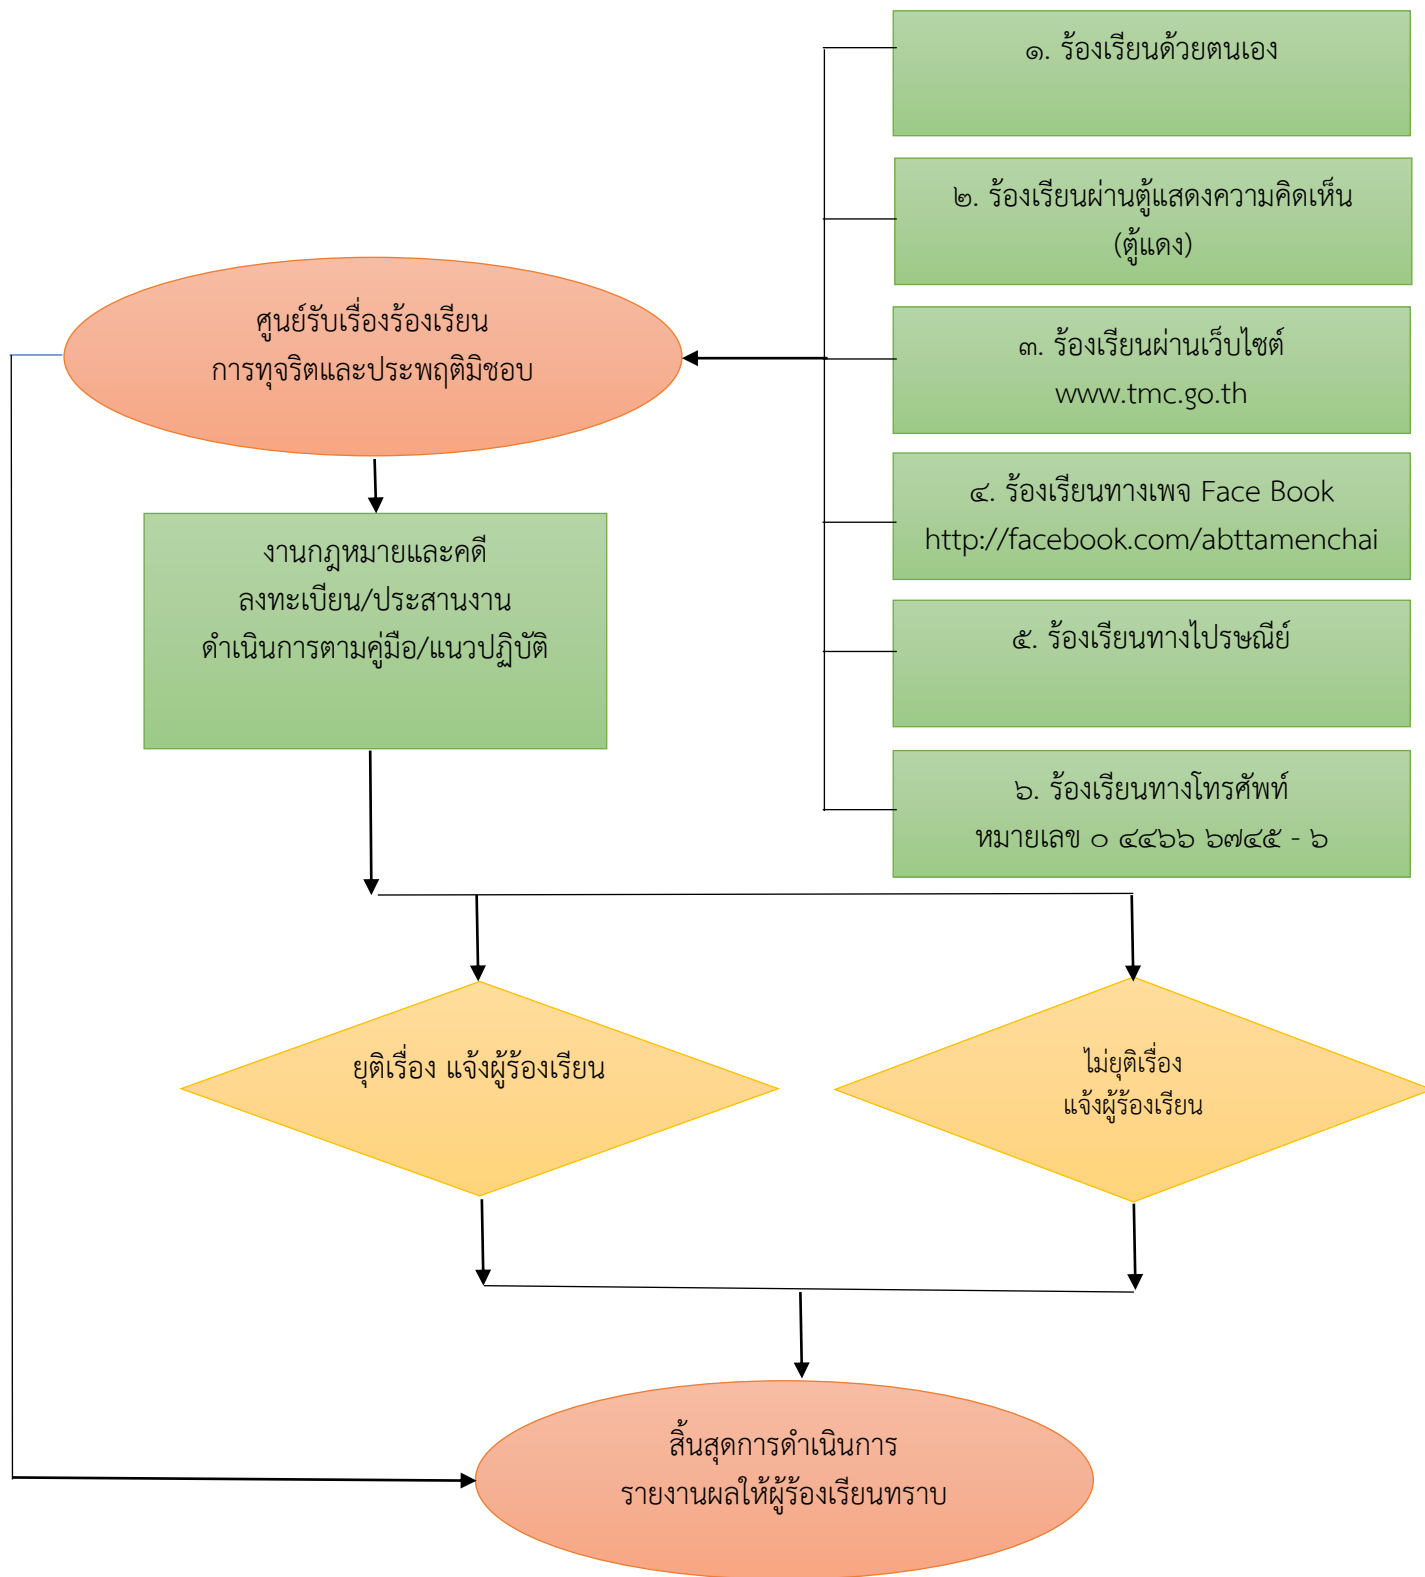 ๑. ร้องเรียนด้วยตนเอง
๒. ร้องเรียนผ่านตู้แสดงความคิดเห็น
(ตู้แดง)
ศูนย์รับเรื่องร้องเรียน
การทุจริตและประพฤติมิชอบ
๓. ร้องเรียนผ่านเว็บไซต์
www.tmc.go.th
๔. ร้องเรียนทางเพจ Face Book
http://facebook.com/abttamenchai
งานกฎหมายและคดี
ลงทะเบียน/ประสานงาน
ดำเนินการตามคู่มือ/แนวปฏิบัติ
๕. ร้องเรียนทางไปรษณีย์
๖. ร้องเรียนทางโทรศัพท์
หมายเลข ๐ ๔๔๖๖ ๖๗๔๕ - ๖
ยุติเรื่อง แจ้งผู้ร้องเรียน
ไม่ยุติเรื่อง
แจ้งผู้ร้องเรียน
สิ้นสุดการดำเนินการ
รายงานผลให้ผู้ร้องเรียนทราบ